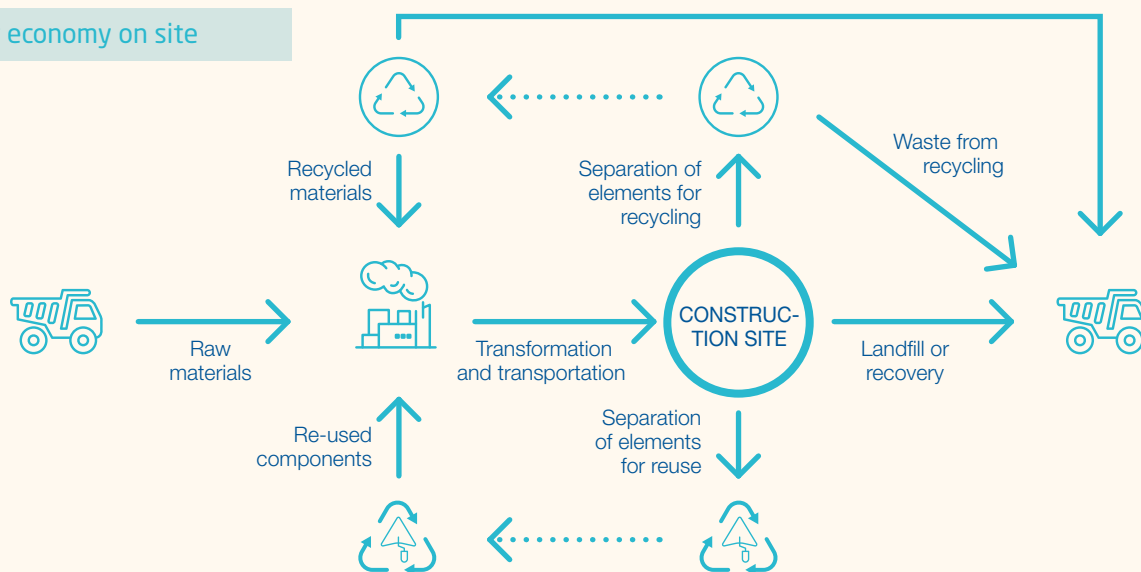 economy on site
Waste from
recycling
Recycled
materials
Separation of
elements for
recycling
CONSTRUC-
TION SITE
Raw
materials
Transformation
and transportation
Landfill or
recovery
Re-used
components
Separation
of elements
for reuse